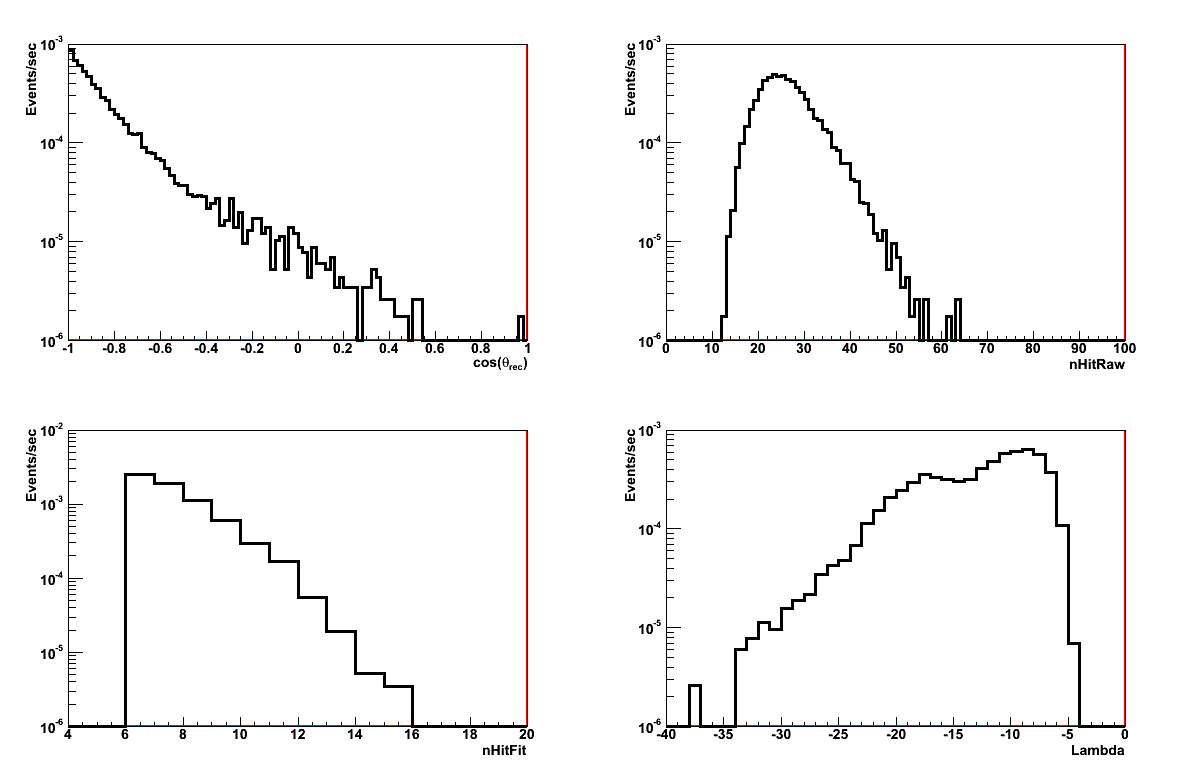 Events/sec
10-3
10-4
10-5
10-6
-1 -0.8 -0.6 -0.4 -0.2 0 0.2 0.4 0.6 0.8 1
cos(θrec)
Events/sec
10-3
10-4
10-5
10-6
0 10 20 30 40 50 60 70 80 90 100
nHitRaw
Events/sec
10-2
10-3
10-4
10-5
10-6
4 6 8 10 12 14 16 18 20
nHitFit
Events/sec
10-3
10-4
10-5
10-6
-40 -35 -30 -25 -20 -15 -10 -5 0
Lambda